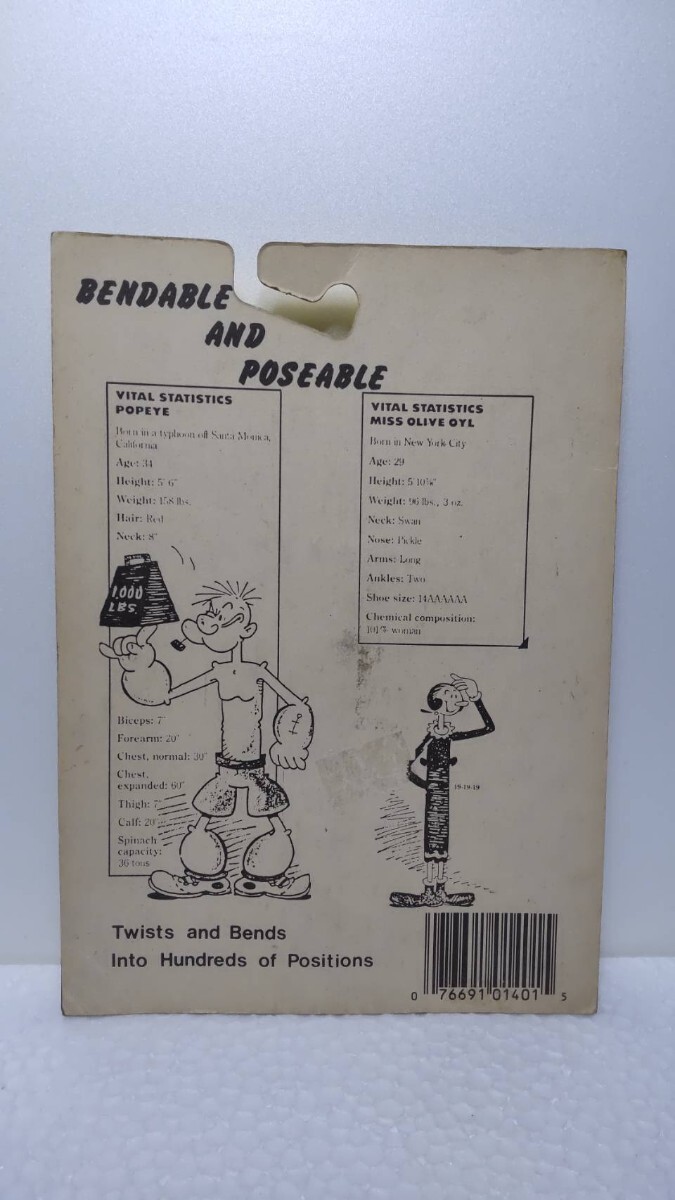 BENDABLE
AND
POSEABLE
VITAL STATISTICS
POPEYE
Born in a typhoon off Santa Monica,
California
Age: 34
Height: 5' 6"
Weight: 158 lbs.
Hair: Red
Neck: 8"
1,000
LBS.
Biceps: 7"
Forearm: 20"
Chest, normal: 30"
Chest,
expanded: 60"
Thigh: 7"
Calf: 20"
Spinach
capacity:
36 tons
VITAL STATISTICS
MISS OLIVE OYL
Born in New York City
Age: 29
Height:
Weight: 96 lbs., 3 oz.
Neck: Swan
Nose: Pickle
Arms: Long
Ankles: Two
Shoe size: 14AAAAAA
Chemical composition:
woman
19-19-19
Twists and Bends
Into Hundreds of Positions
0 76691 01401 5